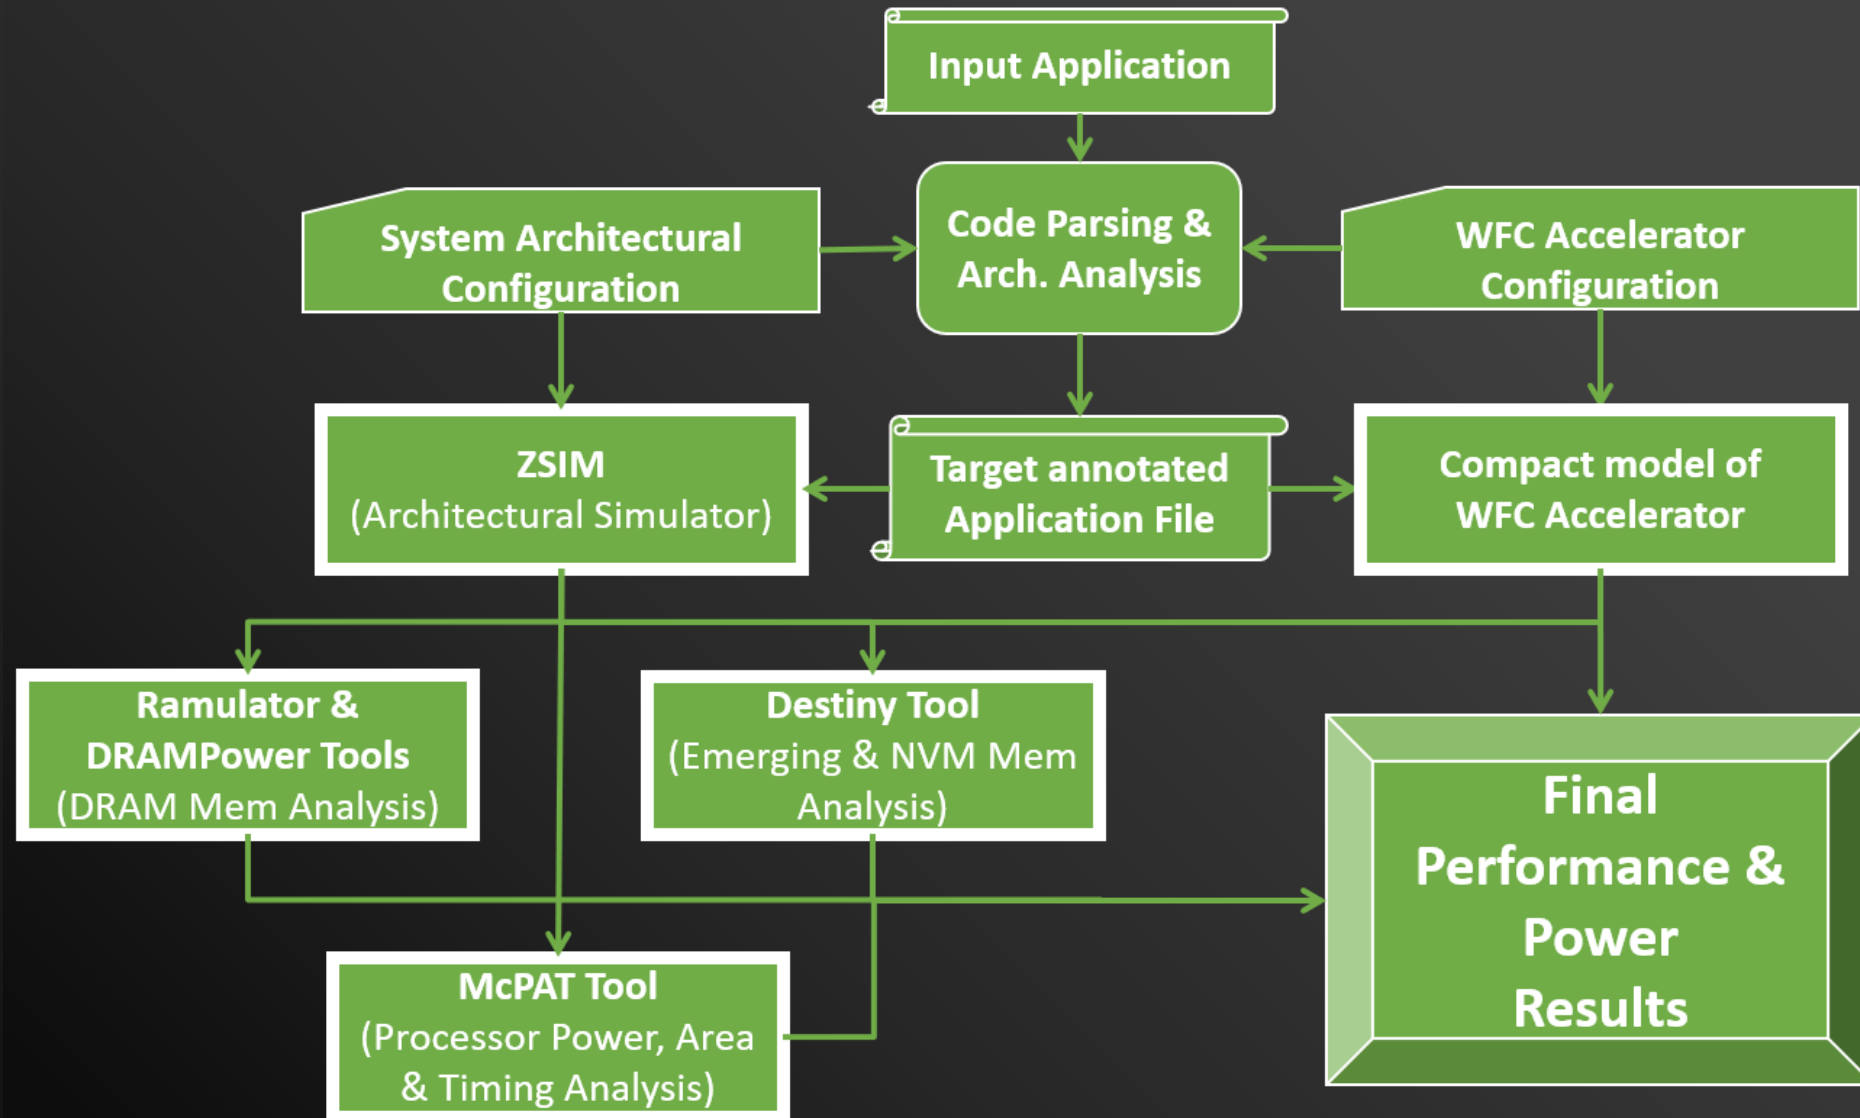 Input Application
System Architectural
Configuration
Code Parsing &
Arch. Analysis
WFC Accelerator
Configuration
ZSIM
(Architectural Simulator)
Target annotated
Application File
Compact model of
WFC Accelerator
Ramulator &
DRAMPower Tools
(DRAM Mem Analysis)
Destiny Tool
(Emerging & NVM Mem
Analysis)
McPAT Tool
(Processor Power, Area
& Timing Analysis)
Final
Performance &
Power
Results